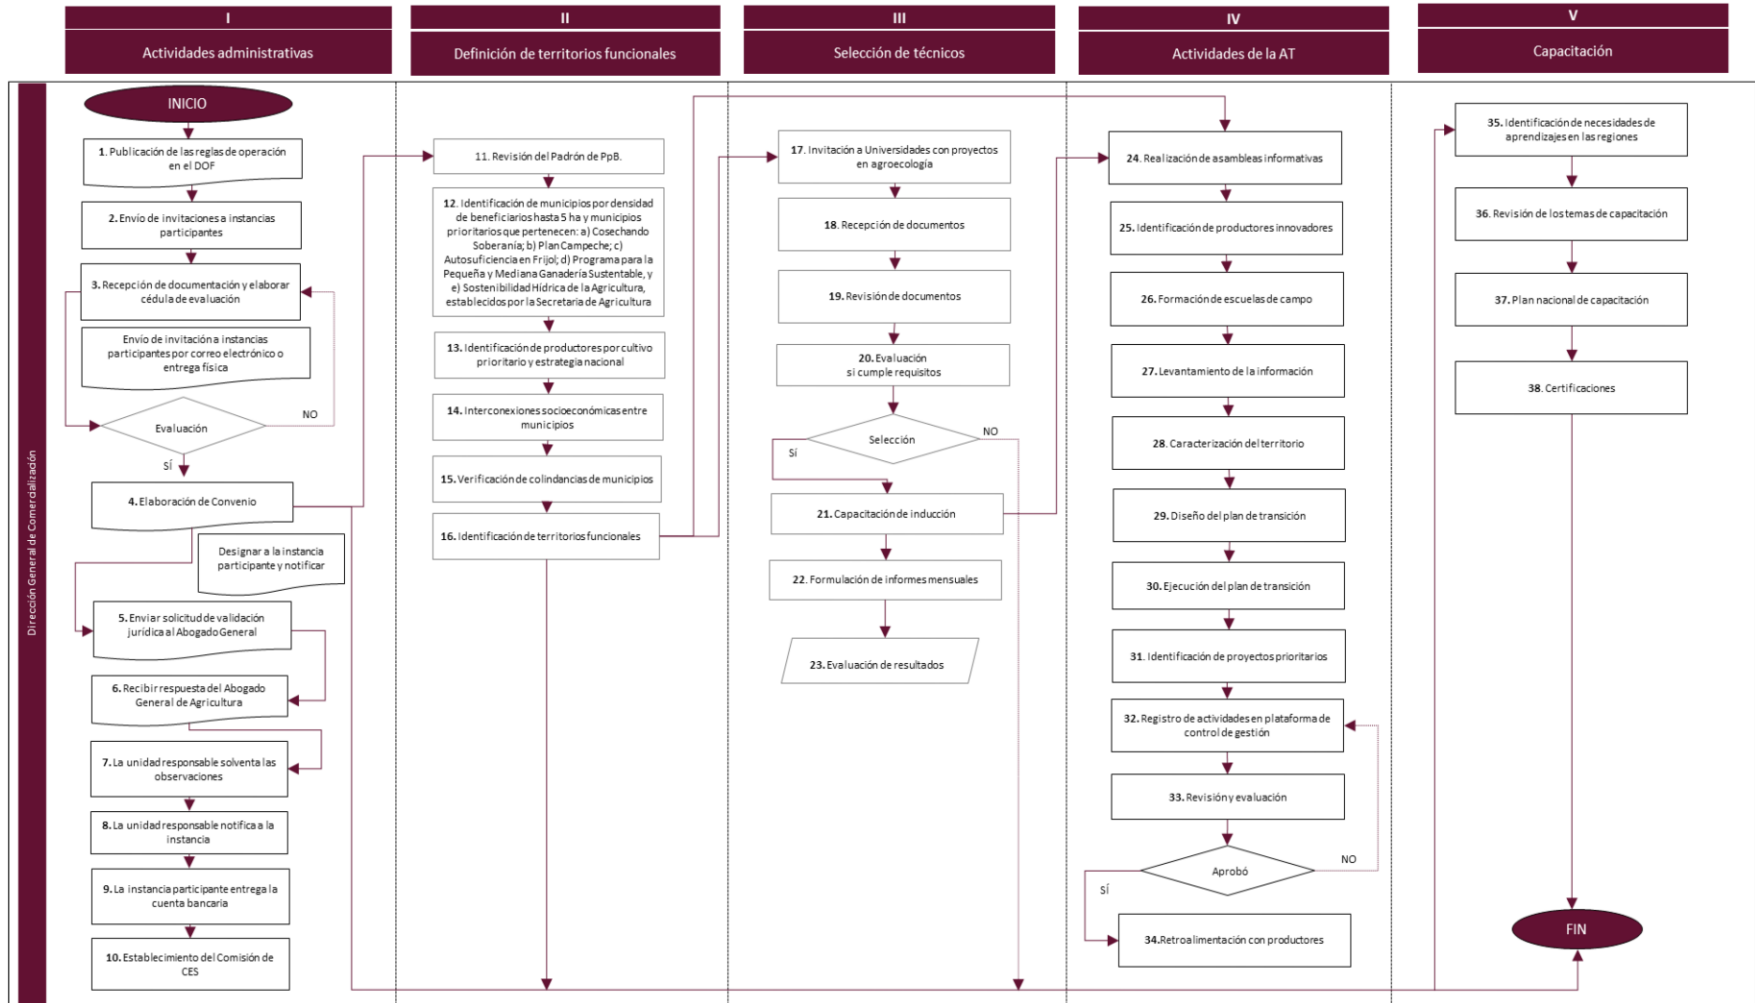 I
Actividades administrativas
II
Definición de territorios funcionales
III
Selección de técnicos
IV
Actividades de la AT
V
Capacitación
Dirección General de Comercialización
INICIO
1. Publicación de las reglas de operación
en el DOF
2. Envío de invitaciones a instancias
participantes
3. Recepción de documentación y elaborar
cédula de evaluación
Envío de invitación a instancias
participantes por correo electrónico o
entrega física
Evaluación
NO
SÍ
4. Elaboración de Convenio
Designar a la instancia
participante y notificar
5. Enviar solicitud de validación
jurídica al Abogado General
6. Recibir respuesta del Abogado
General de Agricultura
7. La unidad responsable solventa las
observaciones
8. La unidad responsable notifica a la
instancia
9. La instancia participante entrega la
cuenta bancaria
10. Establecimiento del Comisión de
CES
11. Revisión del Padrón de PpB.
12. Identificación de municipios por densidad
de beneficiarios hasta 5 ha y municipios
prioritarios que pertenecen: a) Cosechando
Soberanía; b) Plan Campeche; c)
Autosuficiencia en Frijol; d) Programa para la
Pequeña y Mediana Ganadería Sustentable, y
e) Sostenibilidad Hídrica de la Agricultura,
establecidos por la Secretaria de Agricultura
13. Identificación de productores por cultivo
prioritario y estrategia nacional
14. Interconexiones socioeconómicas entre
municipios
15. Verificación de colindancias de municipios
16. Identificación de territorios funcionales
17. Invitación a Universidades con proyectos
en agroecología
18. Recepción de documentos
19. Revisión de documentos
20. Evaluación
si cumple requisitos
Selección
NO
Sí
21. Capacitación de inducción
22. Formulación de informes mensuales
23. Evaluación de resultados
24. Realización de asambleas informativas
25. Identificación de productores innovadores
26. Formación de escuelas de campo
27. Levantamiento de la información
28. Caracterización del territorio
29. Diseño del plan de transición
30. Ejecución del plan de transición
31. Identificación de proyectos prioritarios
32. Registro de actividades en plataforma de
control de gestión
33. Revisión y evaluación
Aprobó
NO
SÍ
34.Retroalimentación con productores
35. Identificación de necesidades de
aprendizajes en las regiones
36. Revisión de los temas de capacitación
37. Plan nacional de capacitación
38. Certificaciones
FIN